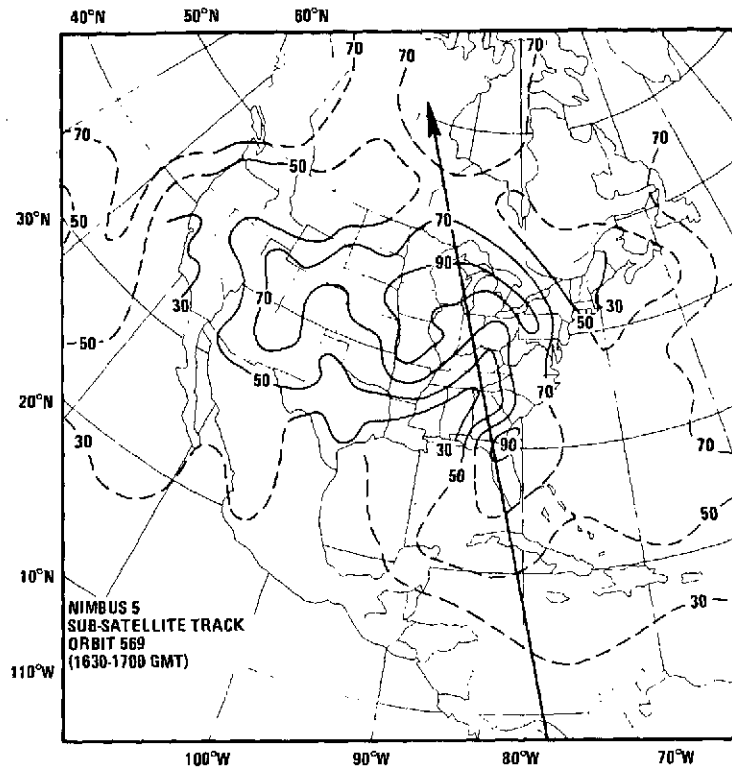 40°N 50°N 60°N
70 70 70
70 70
50 50
30°N
50 70
90
30 70 30
50
50 50
70
20°N
30 30 90 70
50
50
10°N
30
NIMBUS 5
SUB-SATELLITE TRACK
ORBIT 569
(1630-1700 GMT)
110°W
100°W 90°W 80°W 70°W